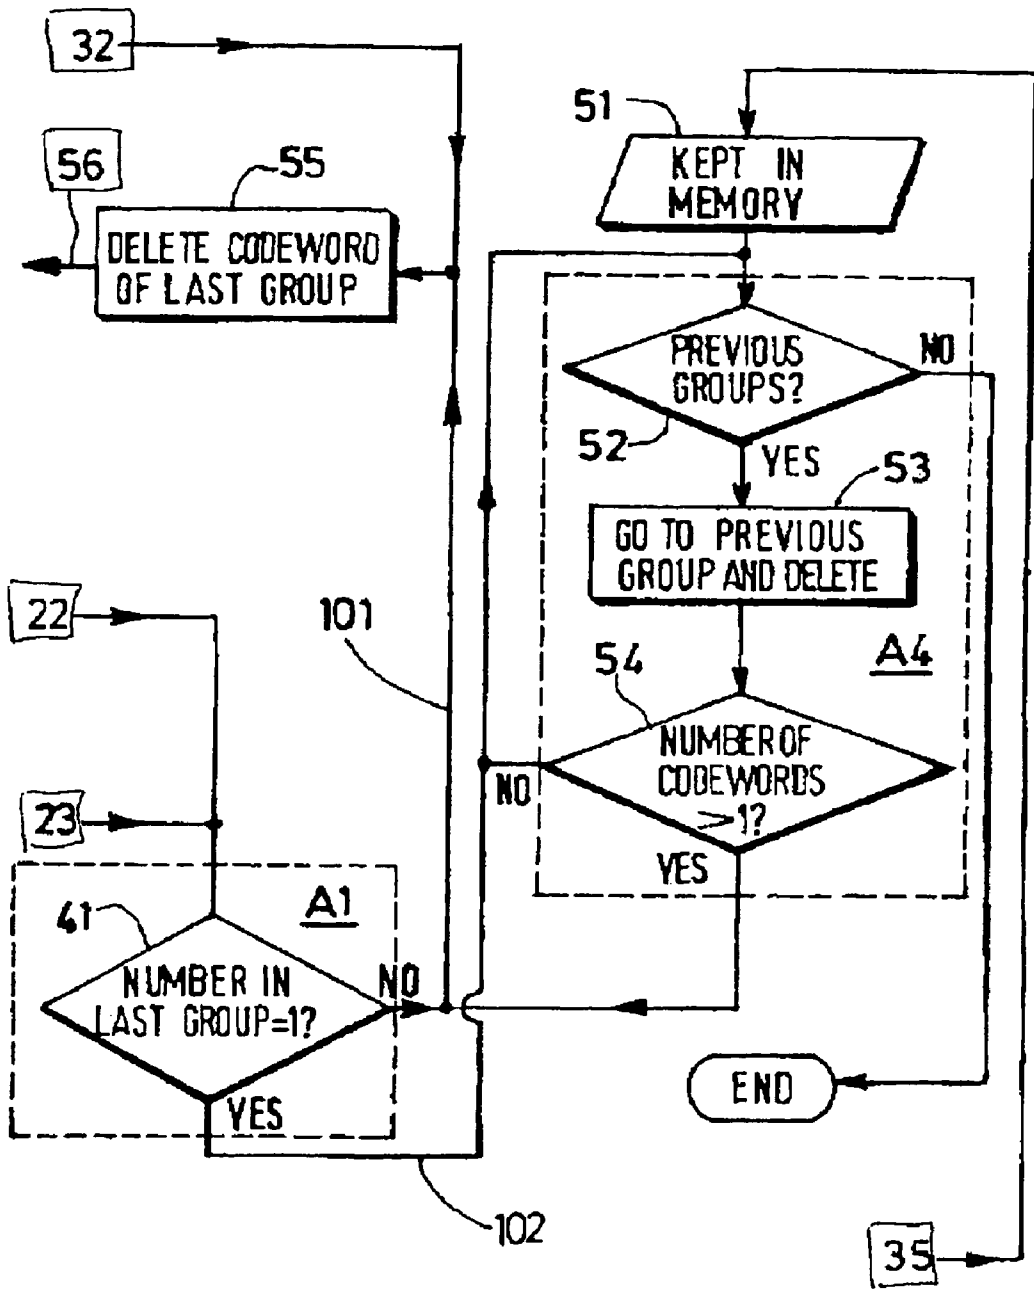 32
51
KEPT IN
MEMORY
56
55
DELETE CODEWORD
OF LAST GROUP
PREVIOUS
GROUPS?
NO
52
YES
53
GO TO PREVIOUS
GROUP AND DELETE
22
101
54
A4
NUMBER OF
CODEWORDS
>1?
NO
YES
23
A1
41
NUMBER IN
LAST GROUP=1?
NO
YES
END
102
35